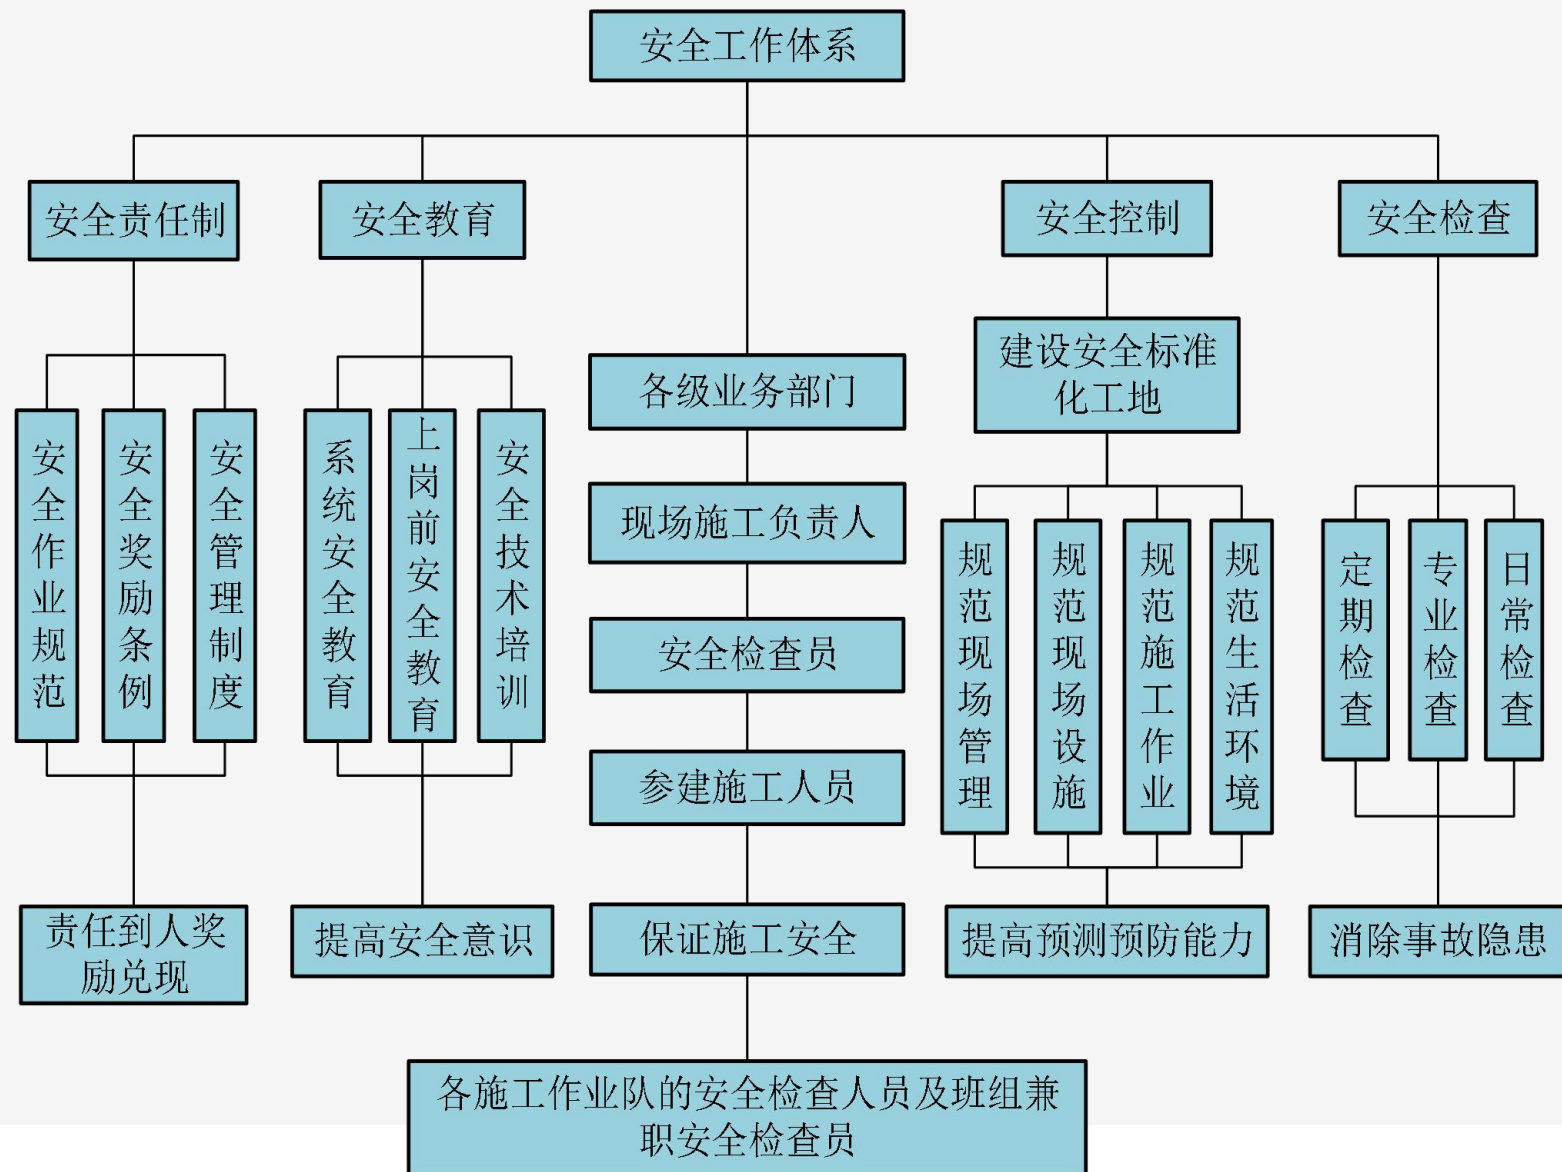 安全工作体系
安全责任制
安全教育
安全控制
安全检查
建设安全标准
化工地
各级业务部门
现场施工负责人
安全检查员
参建施工人员
安全作业规范
安全奖励条例
安全管理制度
系统安全教育
上岗前安全教育
安全技术培训
规范现场管理
规范现场设施
规范施工作业
规范生活环境
定期检查
专业检查
日常检查
责任到人奖
励兑现
提高安全意识
保证施工安全
提高预测预防能力
消除事故隐患
各施工作业队的安全检查人员及班组兼
职安全检查员